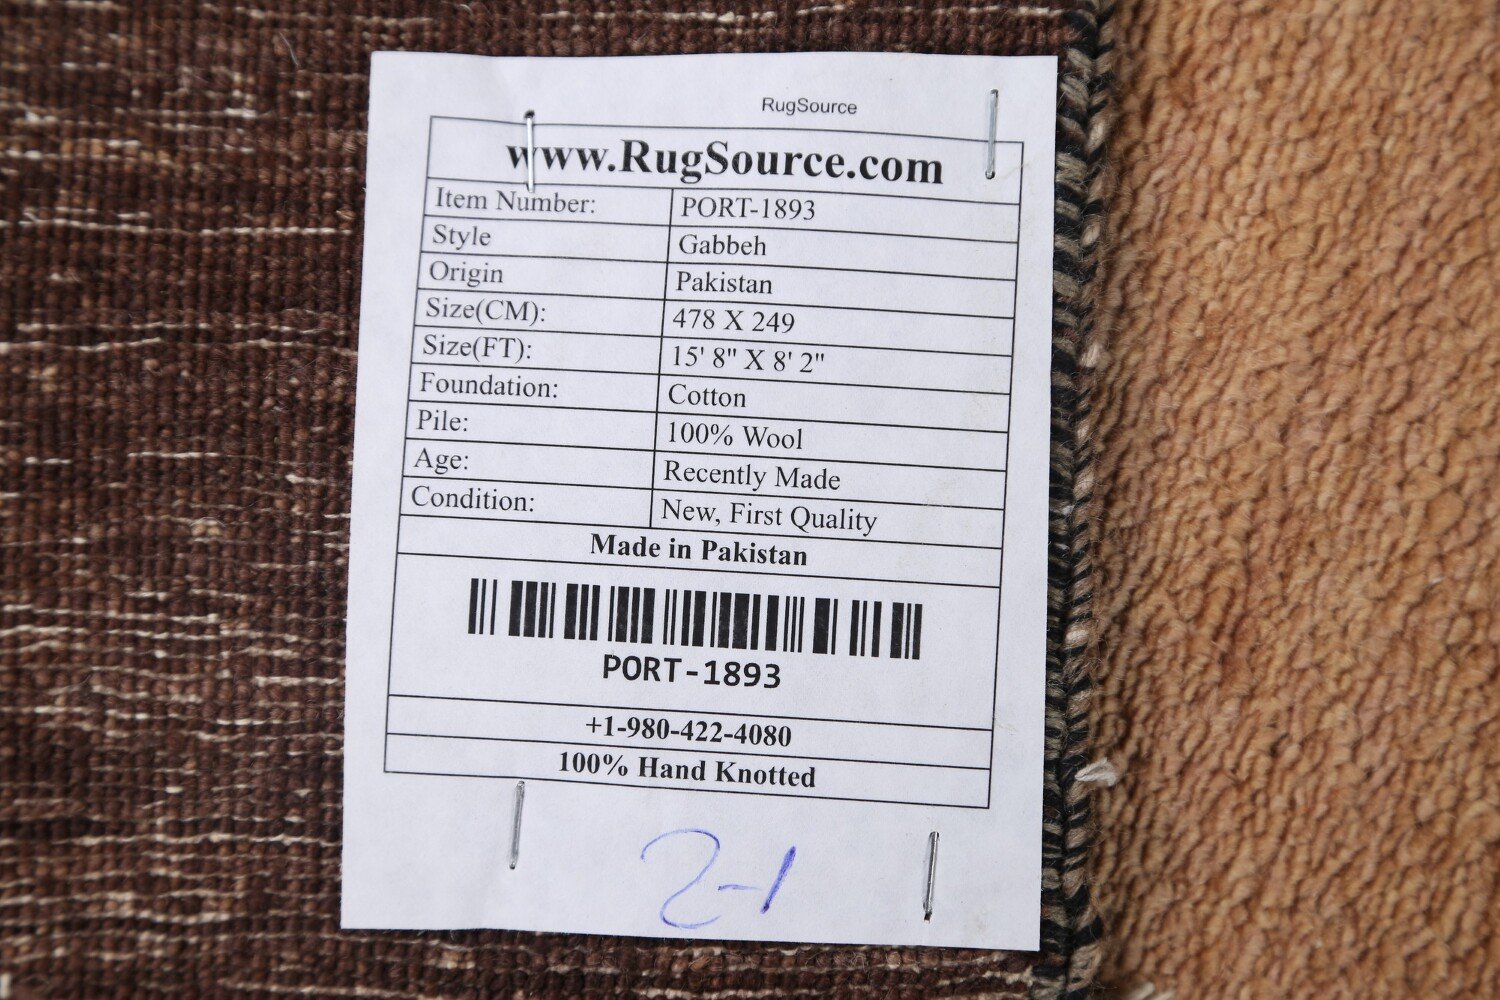 RugSource
www.RugSource.com
Item Number: PORT-1893
Style Gabbeh
Origin Pakistan
Size(CM): 478 X 249
Size(FT): 15' 8" X 8' 2"
Foundation: Cotton
Pile: 100% Wool
Age: Recently Made
Condition: New, First Quality
Made in Pakistan
PORT-1893
+1-980-422-4080
100% Hand Knotted
2-1